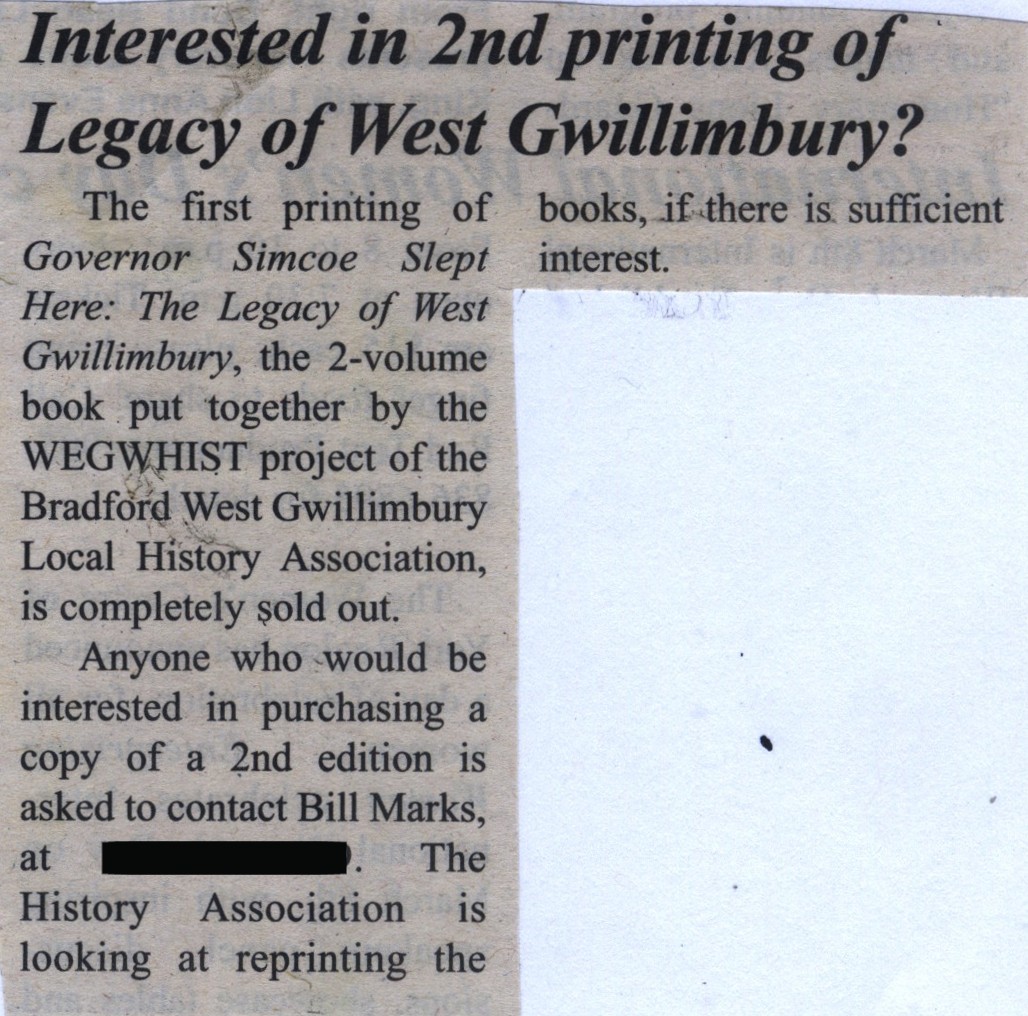 Interested in 2nd printing of
Legacy of West Gwillimbury?
The first printing of
Governor Simcoe Slept
Here: The Legacy of West
Gwillimbury, the 2-volume
book put together by the
WEGWHIST project of the
Bradford West Gwillimbury
Local History Association,
is completely sold out.
Anyone who would be
interested in purchasing a
copy of a 2nd edition is
asked to contact Bill Marks,
at . The
History Association is
looking at reprinting the
books, if there is sufficient
interest.